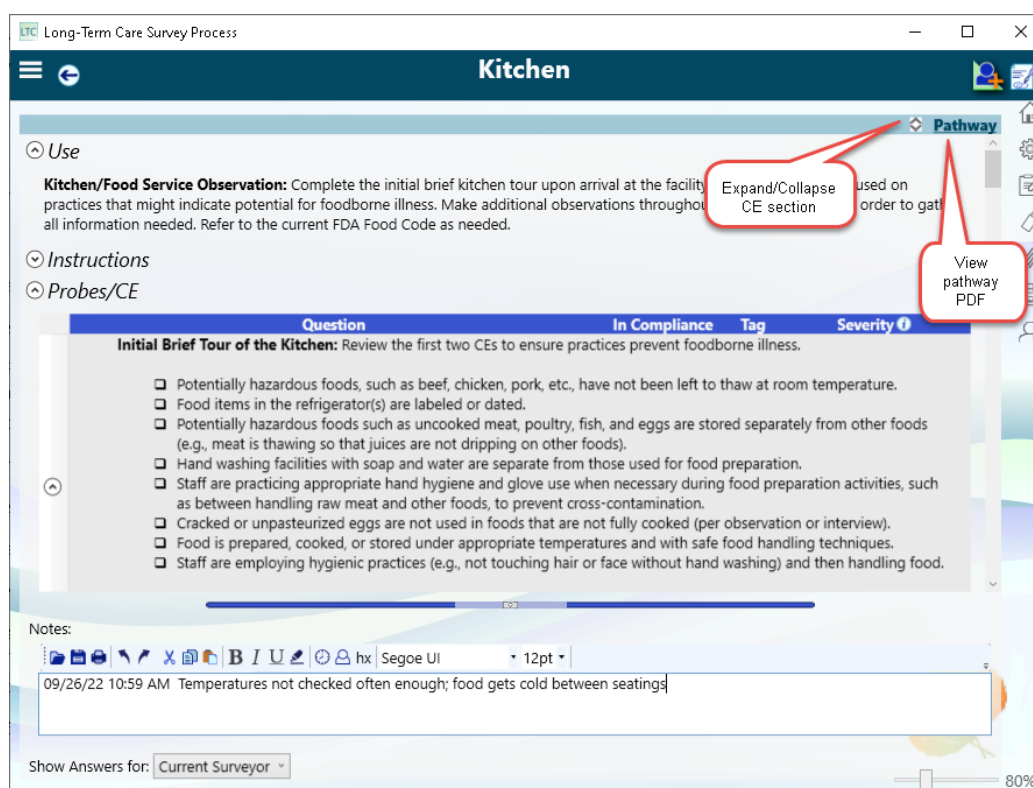 LTC Long-Term Care Survey Process
Kitchen
Pathway
Use
Kitchen/Food Service Observation: Complete the initial brief kitchen tour upon arrival at the facility used on
practices that might indicate potential for foodborne illness. Make additional observations throughou order to gath
all information needed. Refer to the current FDA Food Code as needed.
Expand/Collapse
CE section
View
pathway
PDF
Instructions
Probes/CE
Question In Compliance Tag Severity
Initial Brief Tour of the Kitchen: Review the first two CEs to ensure practices prevent foodborne illness.
Potentially hazardous foods, such as beef, chicken, pork, etc., have not been left to thaw at room temperature.
Food items in the refrigerator(s) are labeled or dated.
Potentially hazardous foods such as uncooked meat, poultry, fish, and eggs are stored separately from other foods
(e.g., meat is thawing so that juices are not dripping on other foods).
Hand washing facilities with soap and water are separate from those used for food preparation.
Staff are practicing appropriate hand hygiene and glove use when necessary during food preparation activities, such
as between handling raw meat and other foods, to prevent cross-contamination.
Cracked or unpasteurized eggs are not used in foods that are not fully cooked (per observation or interview).
Food is prepared, cooked, or stored under appropriate temperatures and with safe food handling techniques.
Staff are employing hygienic practices (e.g., not touching hair or face without hand washing) and then handling food.
Notes:
B I U hx Segoe UI 12pt
09/26/22 10:59 AM Temperatures not checked often enough; food gets cold between seatings
Show Answers for: Current Surveyor
80%